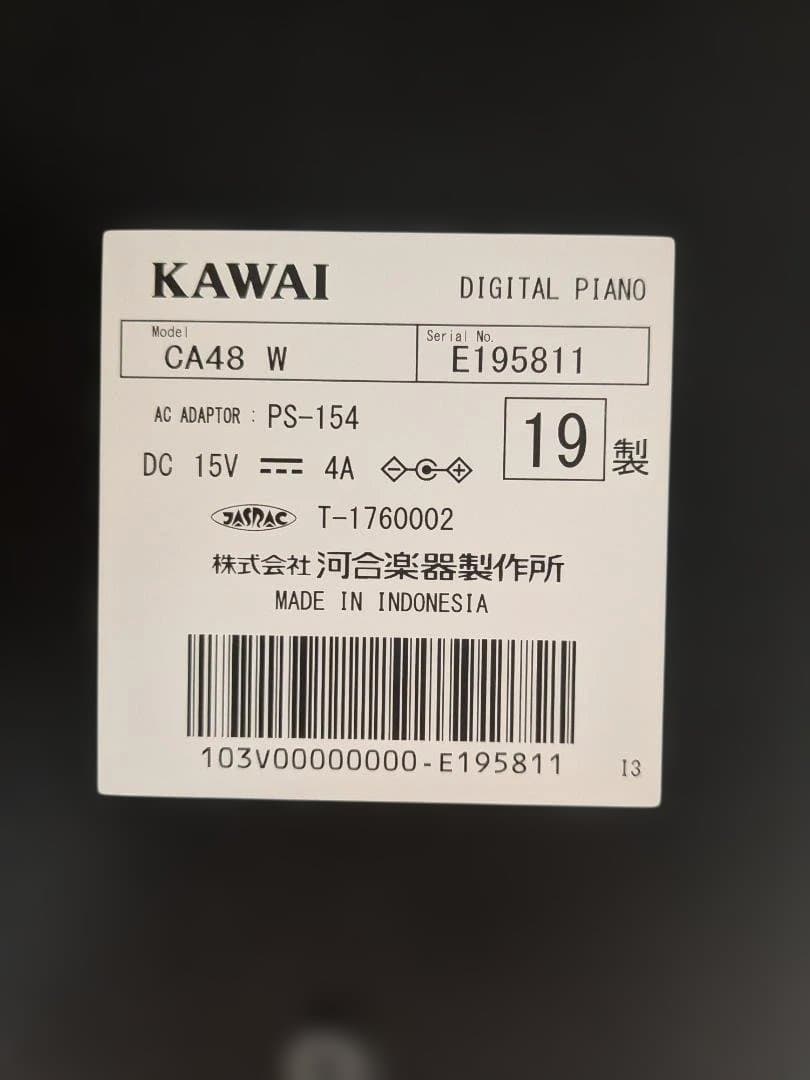 KAWAI DIGITAL PIANO
Model Serial No.
CA48 W E195811
AC ADAPTOR : PS-154
19 製
DC 15V 4A
JASRAC T-1760002
株式会社 河合楽器製作所
MADE IN INDONESIA
103V00000000-E195811
I3